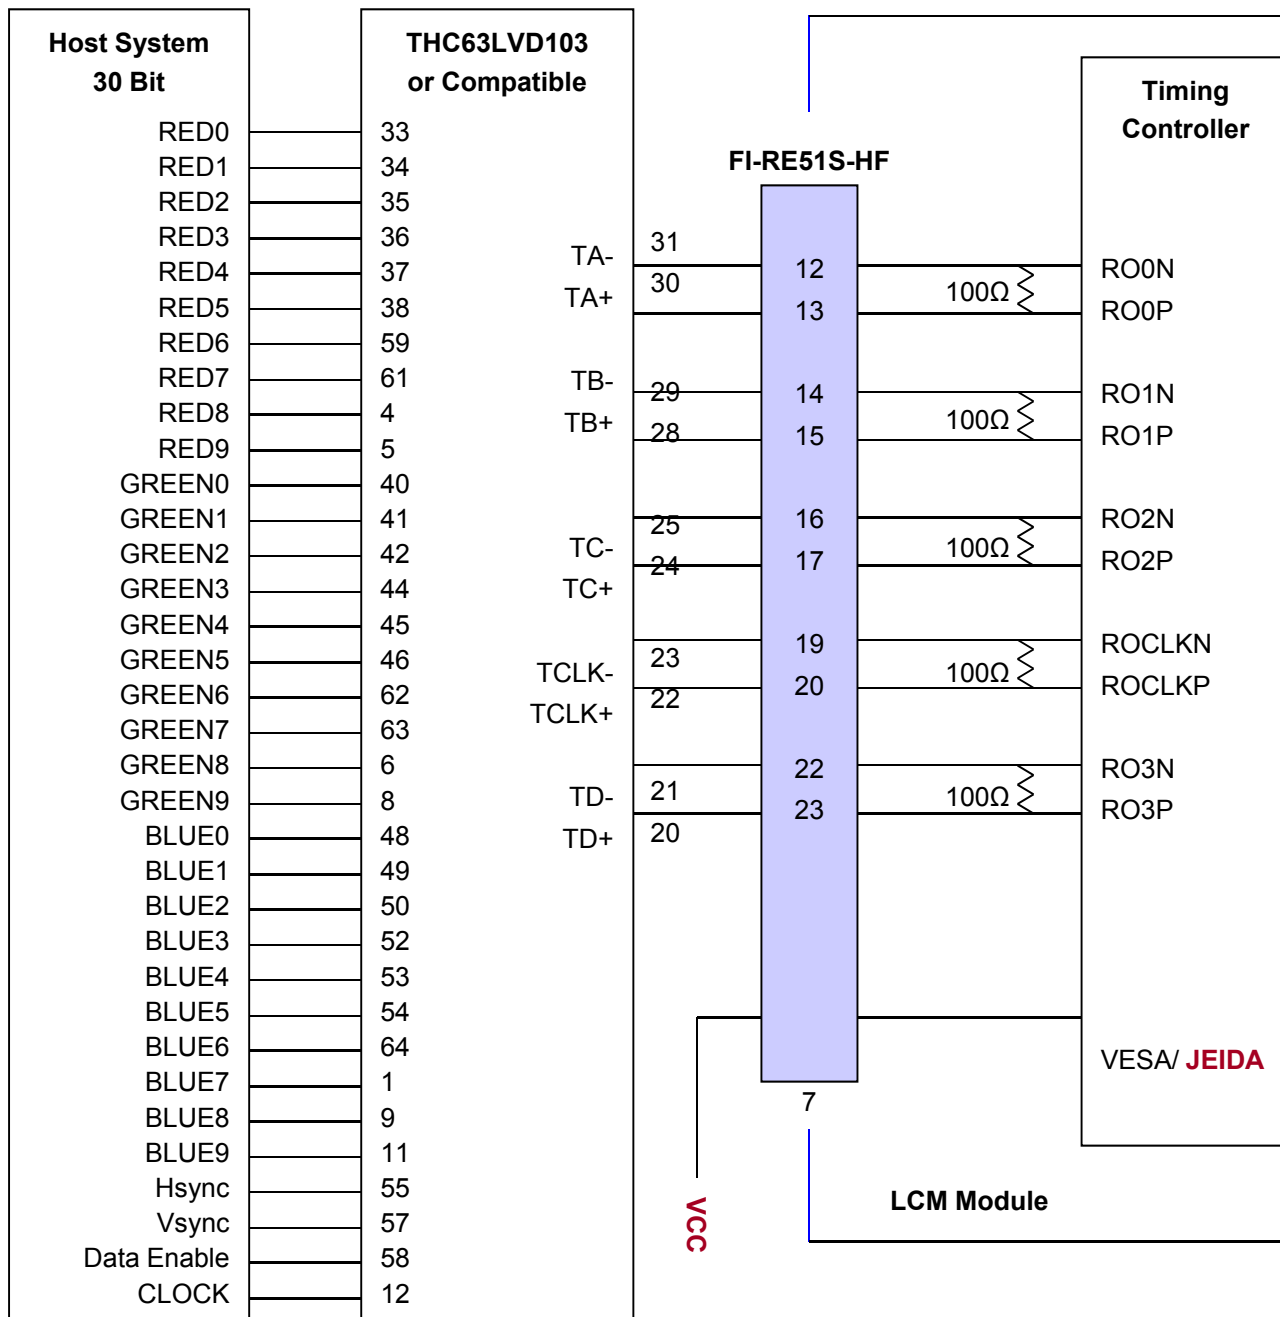 Host System
30 Bit
RED0
RED1
RED2
RED3
RED4
RED5
RED6
RED7
RED8
RED9
GREEN0
GREEN1
GREEN2
GREEN3
GREEN4
GREEN5
GREEN6
GREEN7
GREEN8
GREEN9
BLUE0
BLUE1
BLUE2
BLUE3
BLUE4
BLUE5
BLUE6
BLUE7
BLUE8
BLUE9
Hsync
Vsync
Data Enable
CLOCK
THC63LVD103
or Compatible
33
34
35
36
37
38
59
61
4
5
40
41
42
44
45
46
62
63
6
8
48
49
50
52
53
54
64
1
9
11
55
57
58
12
TA-
TA+
TB-
TB+
TC-
TC+
TCLK-
TCLK+
TD-
TD+
31
30
29
28
25
24
23
22
21
20
FI-RE51S-HF
12
13
14
15
16
17
19
20
22
23
7
VCC
100Ω
100Ω
100Ω
100Ω
100Ω
Timing
Controller
RO0N
RO0P
RO1N
RO1P
RO2N
RO2P
ROCLKN
ROCLKP
RO3N
RO3P
VESA/ JEIDA
LCM Module